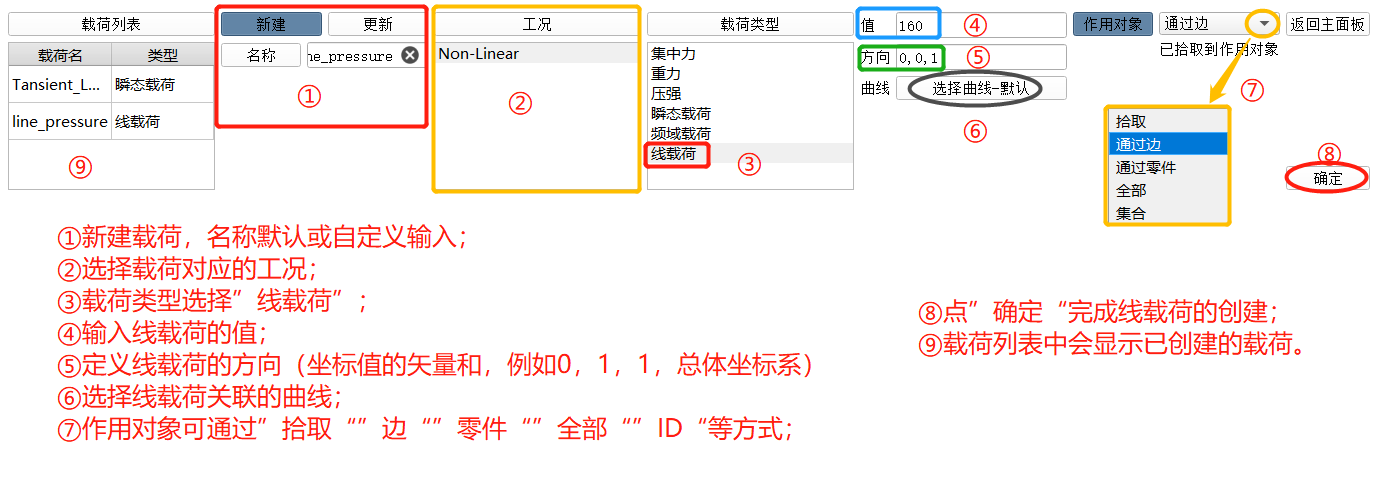 载荷列表 新建 更新 工况 载荷类型 值 160 ④ 作用对象 通过边 返回主面板
载荷名 类型 名称 ne_pressure Non-Linear 集中力 方向 0,0,1 ⑤ 已拾取到作用对象
Tansient_L... 瞬态载荷 重力
① ② 压强 曲线 选择曲线-默认 ⑦
瞬态载荷
line_pressure 线载荷 频域载荷 ⑥ 拾取
线载荷 ③ 通过边 ⑧
⑨ 通过零件 确定
全部
集合
①新建载荷，名称默认或自定义输入；
②选择载荷对应的工况；
③载荷类型选择”线载荷”；
④输入线载荷的值；
⑤定义线载荷的方向（坐标值的矢量和，例如0，1，1，总体坐标系）
⑥选择线载荷关联的曲线；
⑦作用对象可通过”拾取“”边“”零件“”全部“”ID“等方式；
⑧点”确定“完成线载荷的创建；
⑨载荷列表中会显示已创建的载荷。